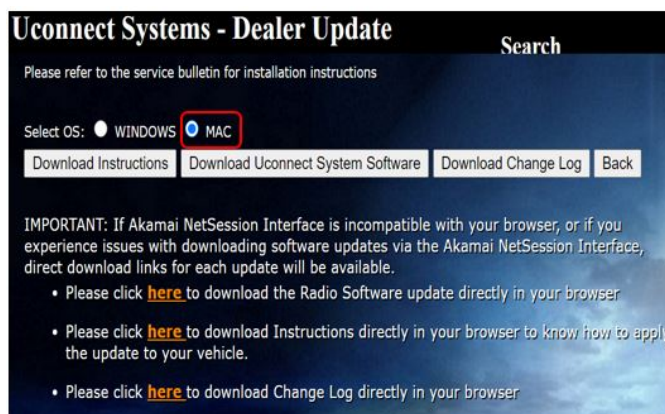 Uconnect Systems - Dealer Update
Search
Please refer to the service bulletin for installation instructions
Select OS: WINDOWS MAC
Download Instructions Download Uconnect System Software Download Change Log Back
IMPORTANT: If Akamai NetSession Interface is incompatible with your browser, or if you
experience issues with downloading software updates via the Akamai NetSession Interface,
direct download links for each update will be available.
• Please click here to download the Radio Software update directly in your browser
• Please click here to download Instructions directly in your browser to know how to apply
the update to your vehicle.
• Please click here to download Change Log directly in your browser